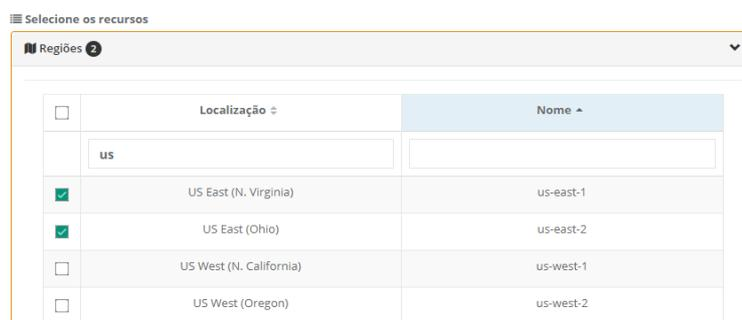 Selecione os recursos
Regiões 2
Localização Nome
us
US East (N. Virginia) us-east-1
US East (Ohio) us-east-2
US West (N. California) us-west-1
US West (Oregon) us-west-2